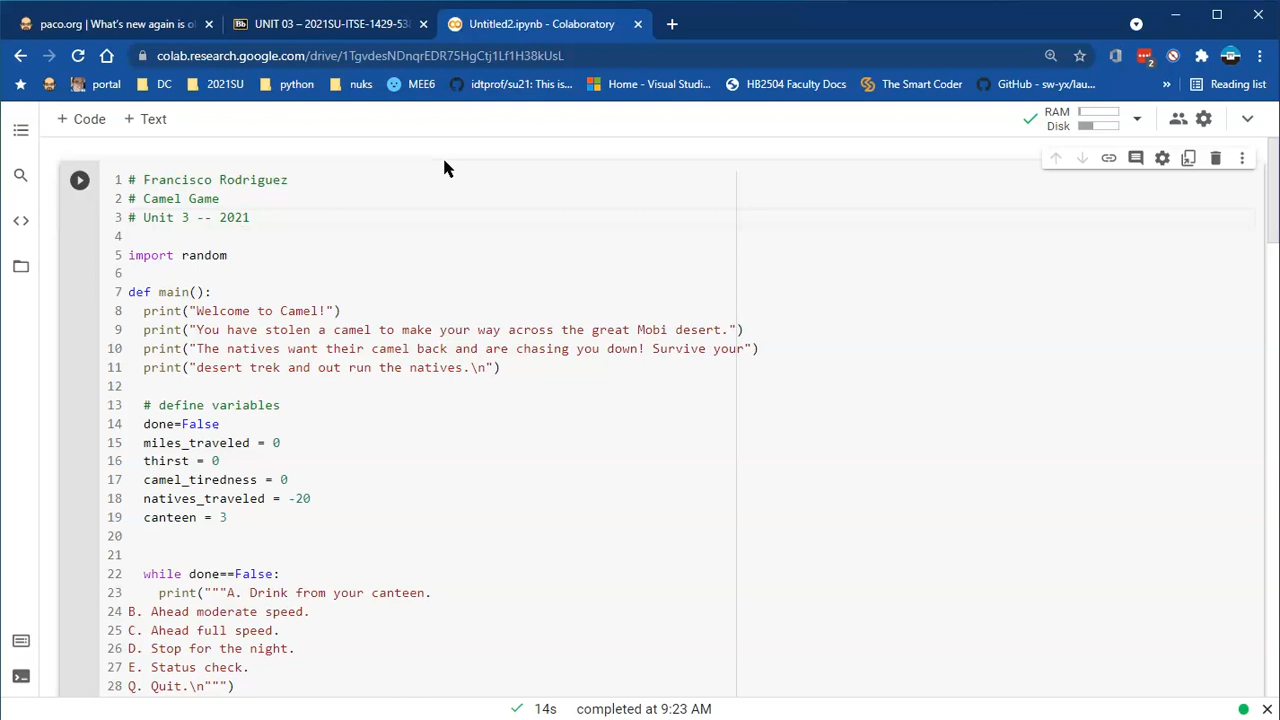 paco.org | What's new again is ol
UNIT 03 – 2021SU-ITSE-1429-53
Untitled2.ipynb - Colaboratory
colab.research.google.com/drive/1TgvdesNDnqrEDR75HgCtj1Lf1H38kUsL
2
portal
DC
2021SU
python
nuks
MEE6
idtprof/su21: This is...
Home - Visual Studi...
HB2504 Faculty Docs
The Smart Coder
GitHub - sw-yx/lau...
»
Reading list
+ Code
+ Text
RAM
Disk
1 # Francisco Rodriguez
2 # Camel Game
3 # Unit 3 -- 2021
4
5 import random
6
7 def main():
8 print("Welcome to Camel!")
9 print("You have stolen a camel to make your way across the great Mobi desert.")
10 print("The natives want their camel back and are chasing you down! Survive your")
11 print("desert trek and out run the natives.\n")
12
13 # define variables
14 done=False
15 miles_traveled = 0
16 thirst = 0
17 camel_tiredness = 0
18 natives_traveled = -20
19 canteen = 3
20
21
22 while done==False:
23 print("""A. Drink from your canteen.
24 B. Ahead moderate speed.
25 C. Ahead full speed.
26 D. Stop for the night.
27 E. Status check.
28 Q. Quit.\n""")
14s completed at 9:23 AM